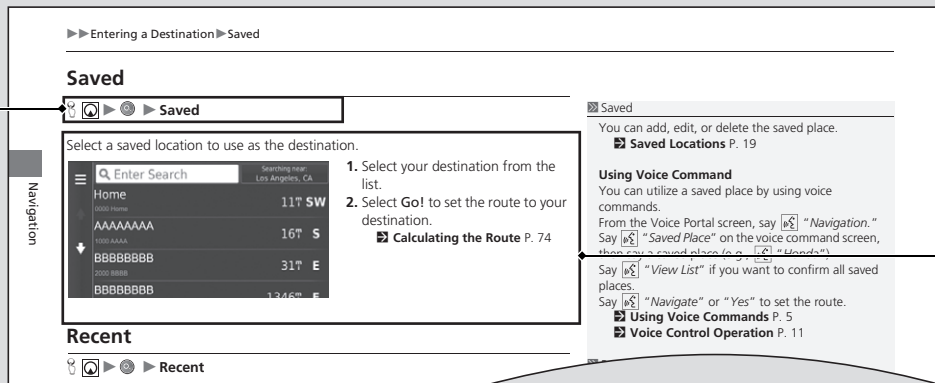 Entering a Destination Saved
Saved
Saved
Select a saved location to use as the destination.
Enter Search
Searching near:
Los Angeles, CA
Home
0000 Home
11 SW
AAAAAAAA
1000 AAAA
16 S
BBBBBBBB
2000 BBBB
31 E
BBBBBBBB
1346 E
1. Select your destination from the
list.
2. Select Go! to set the route to your
destination.
Calculating the Route P. 74
Recent
Recent
Navigation
Saved
You can add, edit, or delete the saved place.
Saved Locations P. 19
Using Voice Command
You can utilize a saved place by using voice
commands.
From the Voice Portal screen, say "Navigation."
Say "Saved Place" on the voice command screen,
then say a saved place (e.g., "Honda").
Say "View List" if you want to confirm all saved
places.
Say "Navigate" or "Yes" to set the route.
Using Voice Commands P. 5
Voice Control Operation P. 11